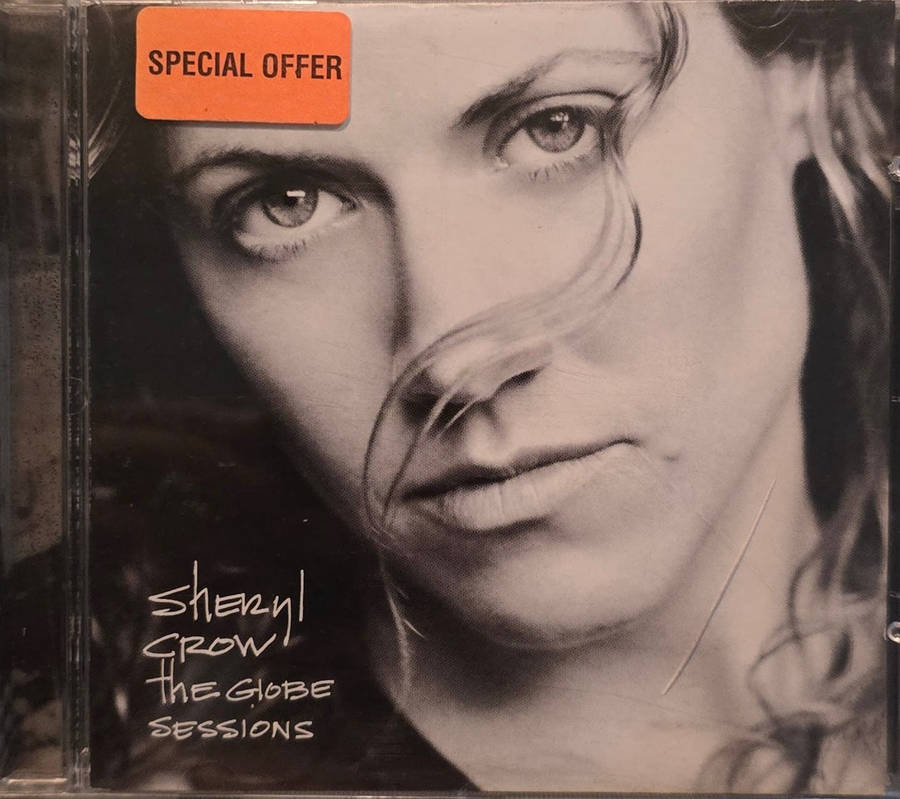 SPECIAL OFFER
sheryl
crow
the globe
sessions